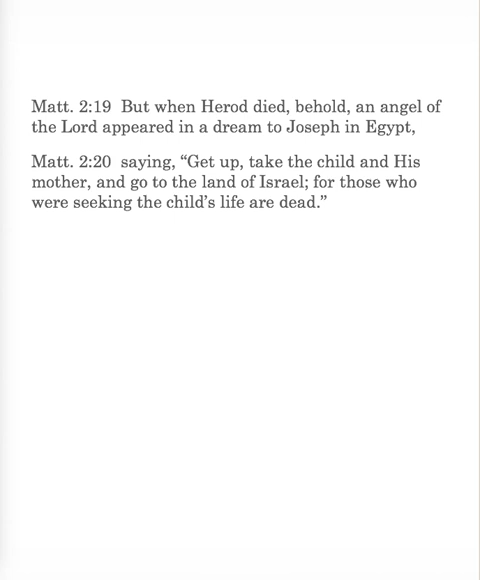 Matt. 2:19  But when Herod died, behold, an angel of
the Lord appeared in a dream to Joseph in Egypt,
Matt. 2:20  saying, “Get up, take the child and His
mother, and go to the land of Israel; for those who
were seeking the child’s life are dead.”